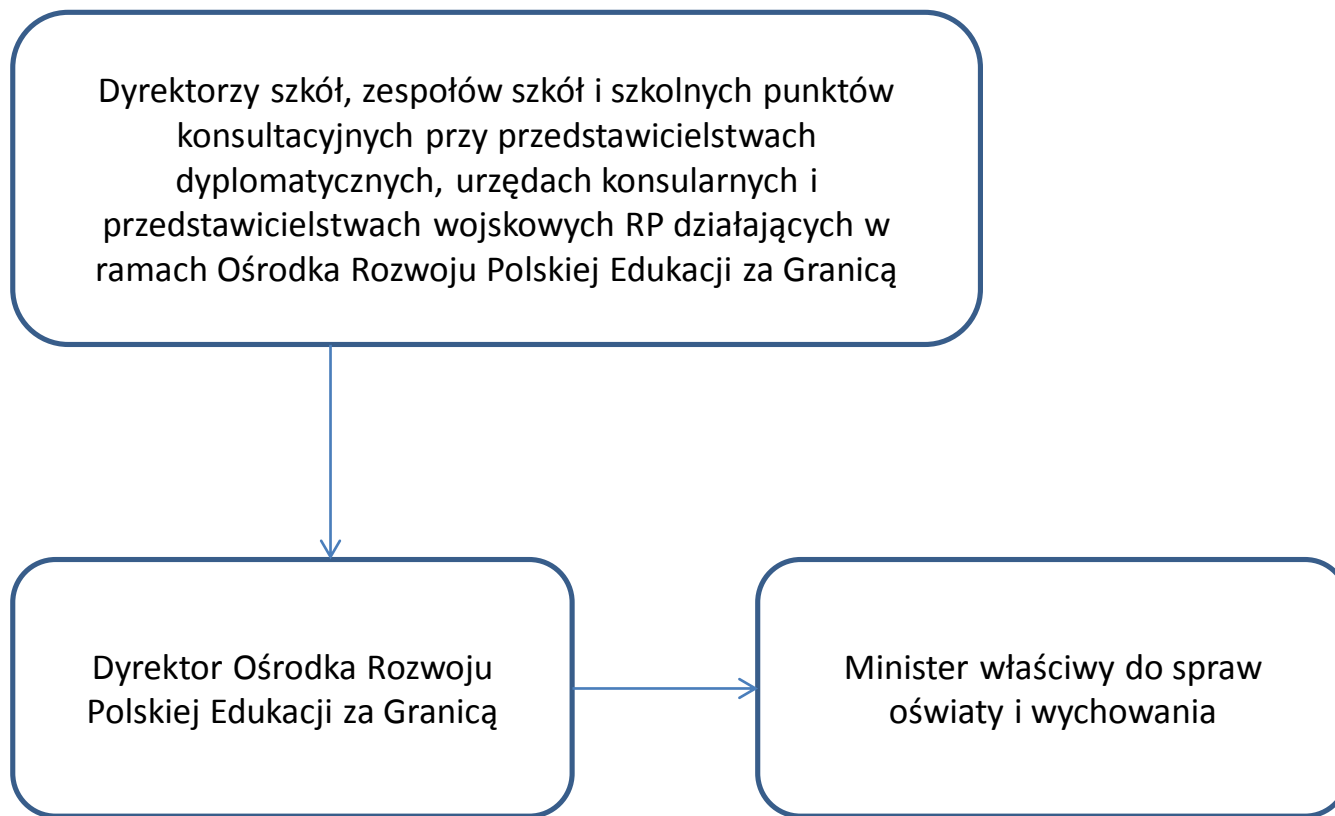 Dyrektorzy szkół, zespołów szkół i szkolnych punktów
konsultacyjnych przy przedstawicielstwach
dyplomatycznych, urzędach konsularnych i
przedstawicielstwach wojskowych RP działających w
ramach Ośrodka Rozwoju Polskiej Edukacji za Granicą
Dyrektor Ośrodka Rozwoju
Polskiej Edukacji za Granicą
Minister właściwy do spraw
oświaty i wychowania